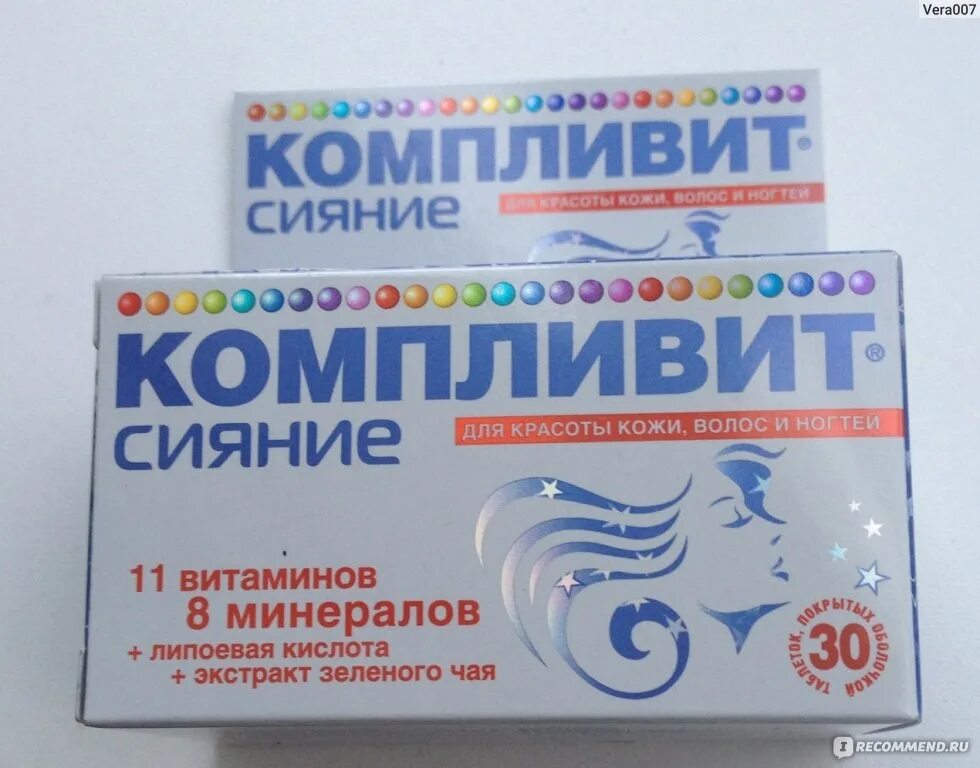 Vera007
КОМПЛИВИТ®
СИЯНИЕ
ДЛЯ КРАСОТЫ КОЖИ, ВОЛОС И НОГТЕЙ
КОМПЛИВИТ®
СИЯНИЕ
ДЛЯ КРАСОТЫ КОЖИ, ВОЛОС И НОГТЕЙ
11 витаминов
8 минералов
+ липоевая кислота
+ экстракт зеленого чая
30
ТАБЛЕТОК, ПОКРЫТЫХ ОБОЛОЧКОЙ
IRECOMMEND.RU